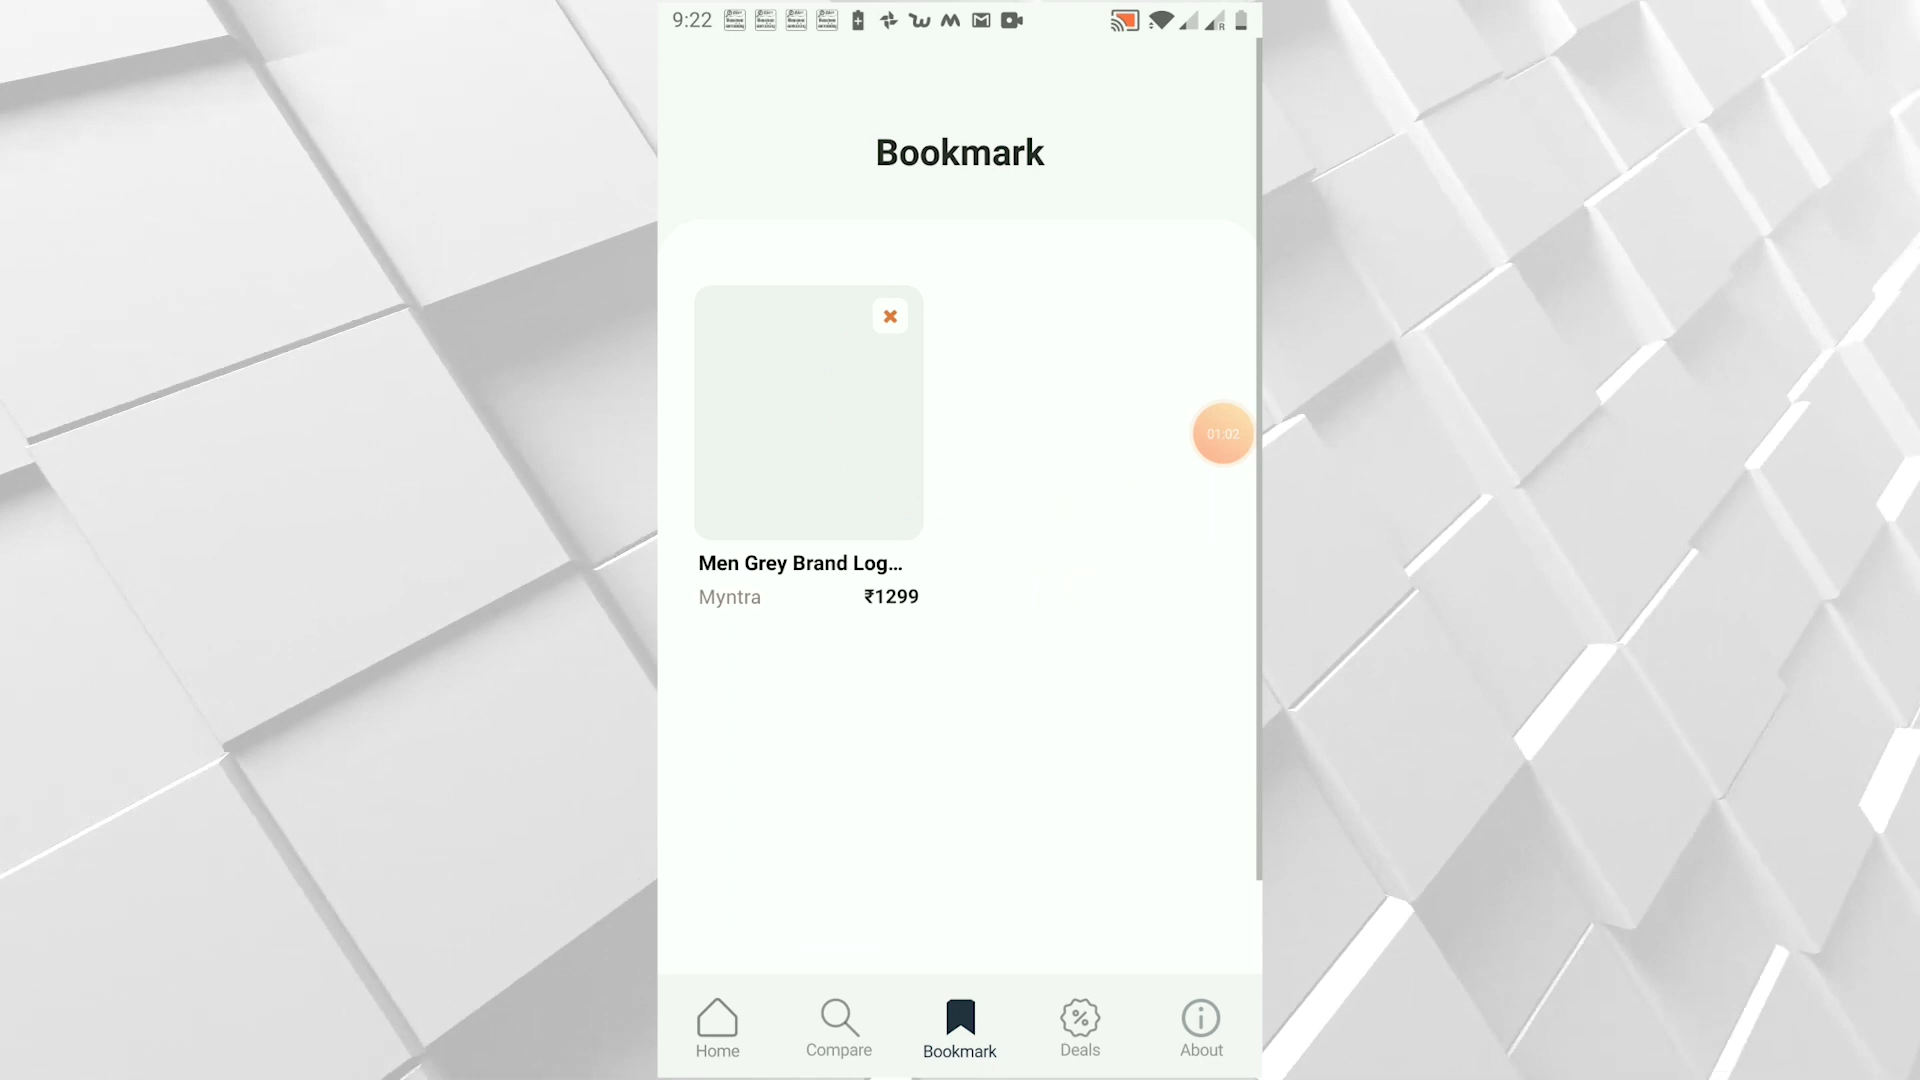 9:22
Bookmark
01:02
Men Grey Brand Log...
Myntra ₹1299
Home Compare Bookmark Deals About